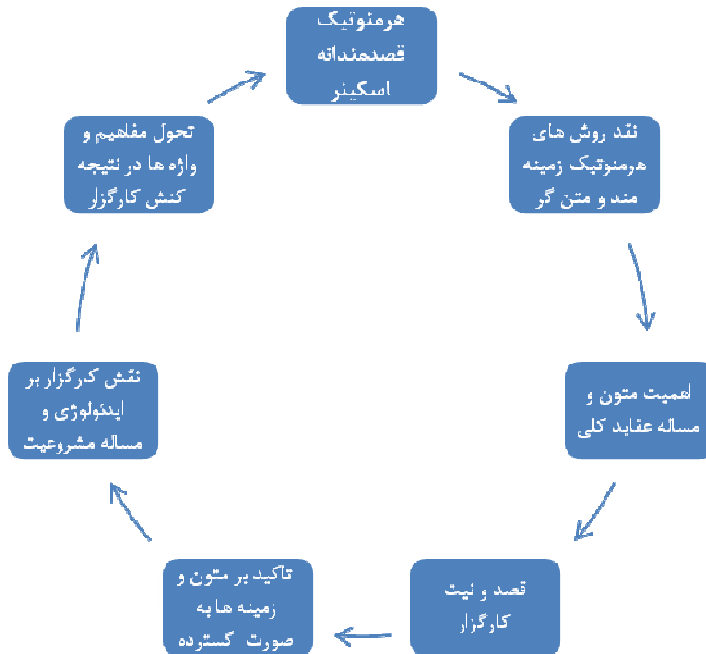 هرمنوتیک
قصدمندانه
اسکینر
نقد روش های
هرمنوتیک زمینه
مند و متن گر
اهمیت متون و
مساله عقاید کلی
قصد و نیت
کارگزار
تاکید بر متون و
زمینه ها به
صورت گسترده
نقش کارگزار بر
ایدئولوژی و
مساله مشروعیت
تحول مفاهیم و
واژه ها در نتیجه
کنش کارگزار